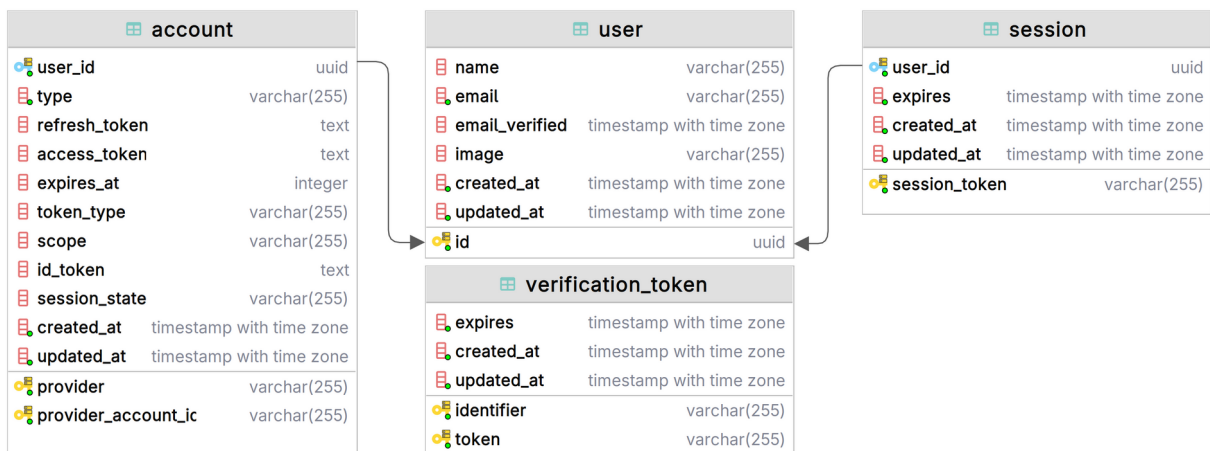 account
user_id uuid
type varchar(255)
refresh_token text
access_token text
expires_at integer
token_type varchar(255)
scope varchar(255)
id_token text
session_state varchar(255)
created_at timestamp with time zone
updated_at timestamp with time zone
provider varchar(255)
provider_account_ic varchar(255)
user
name varchar(255)
email varchar(255)
email_verified timestamp with time zone
image varchar(255)
created_at timestamp with time zone
updated_at timestamp with time zone
id uuid
verification_token
expires timestamp with time zone
created_at timestamp with time zone
updated_at timestamp with time zone
identifier varchar(255)
token varchar(255)
session
user_id uuid
expires timestamp with time zone
created_at timestamp with time zone
updated_at timestamp with time zone
session_token varchar(255)